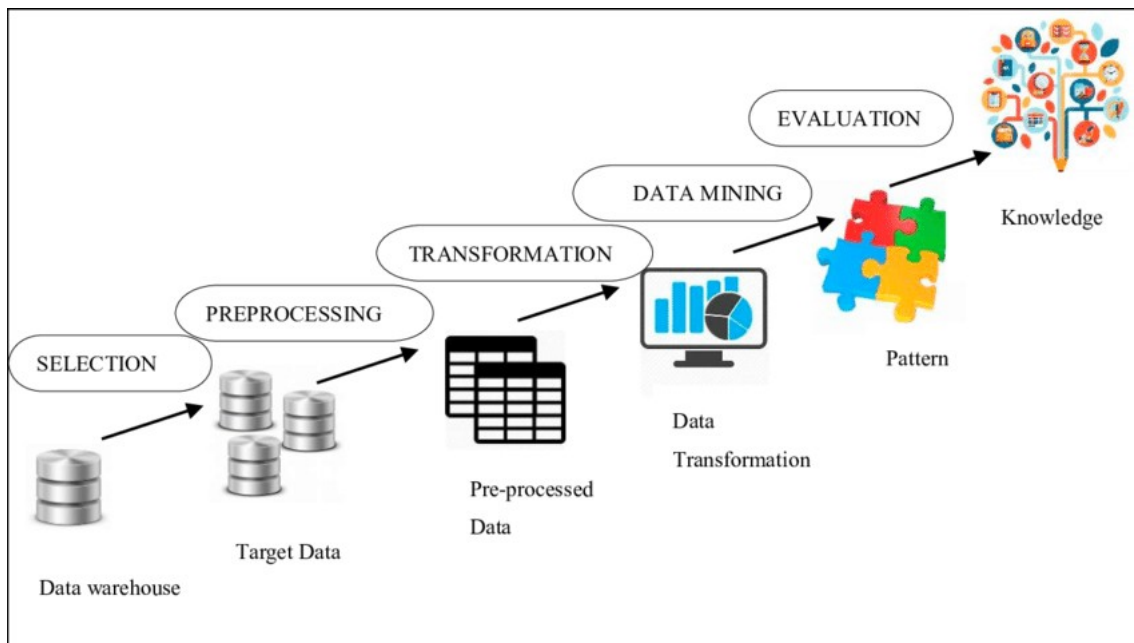 EVALUATION
DATA MINING
Knowledge
TRANSFORMATION
PREPROCESSING
SELECTION
Pattern
Data
Transformation
Pre-processed
Data
Target Data
Data warehouse